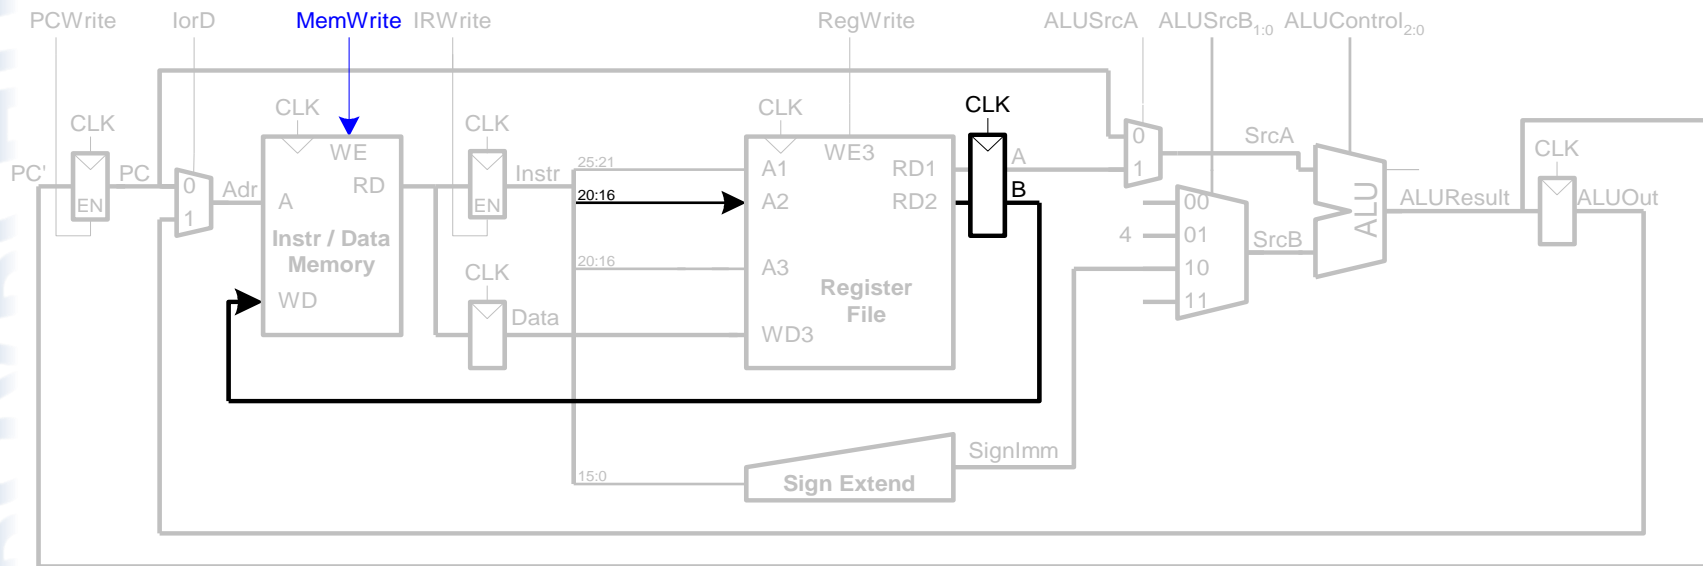 PCWrite IorD MemWrite IRWrite RegWrite ALUSrcA ALUSrcB1:0 ALUControl2:0
CLK CLK CLK CLK CLK CLK
PC' EN PC
0 1 Adr
WE RD A
Instr / Data
Memory
WD
EN Instr
CLK
Data
25:21
20:16
20:16
15:0
A1 WE3 RD1
A2 RD2
A3
Register
File
WD3
A
B
SignImm
Sign Extend
0
1
SrcA
00
4 01
10
11
SrcB
ALU
ALUResult
CLK
ALUOut